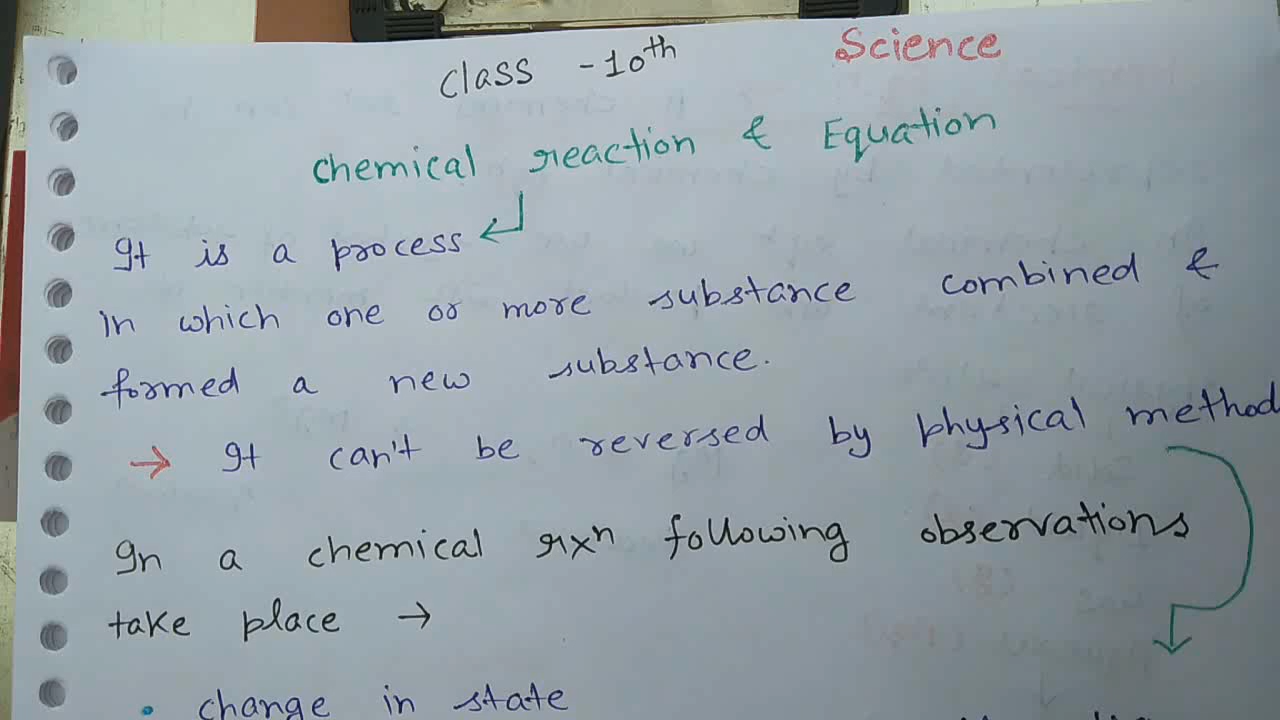 Class -10th Science
Chemical reaction & Equation
It is a process
in which one or more substance combined &
formed a new substance.
→ It can't be reversed by physical method
In a chemical rxn following observations
take place →
• change in state